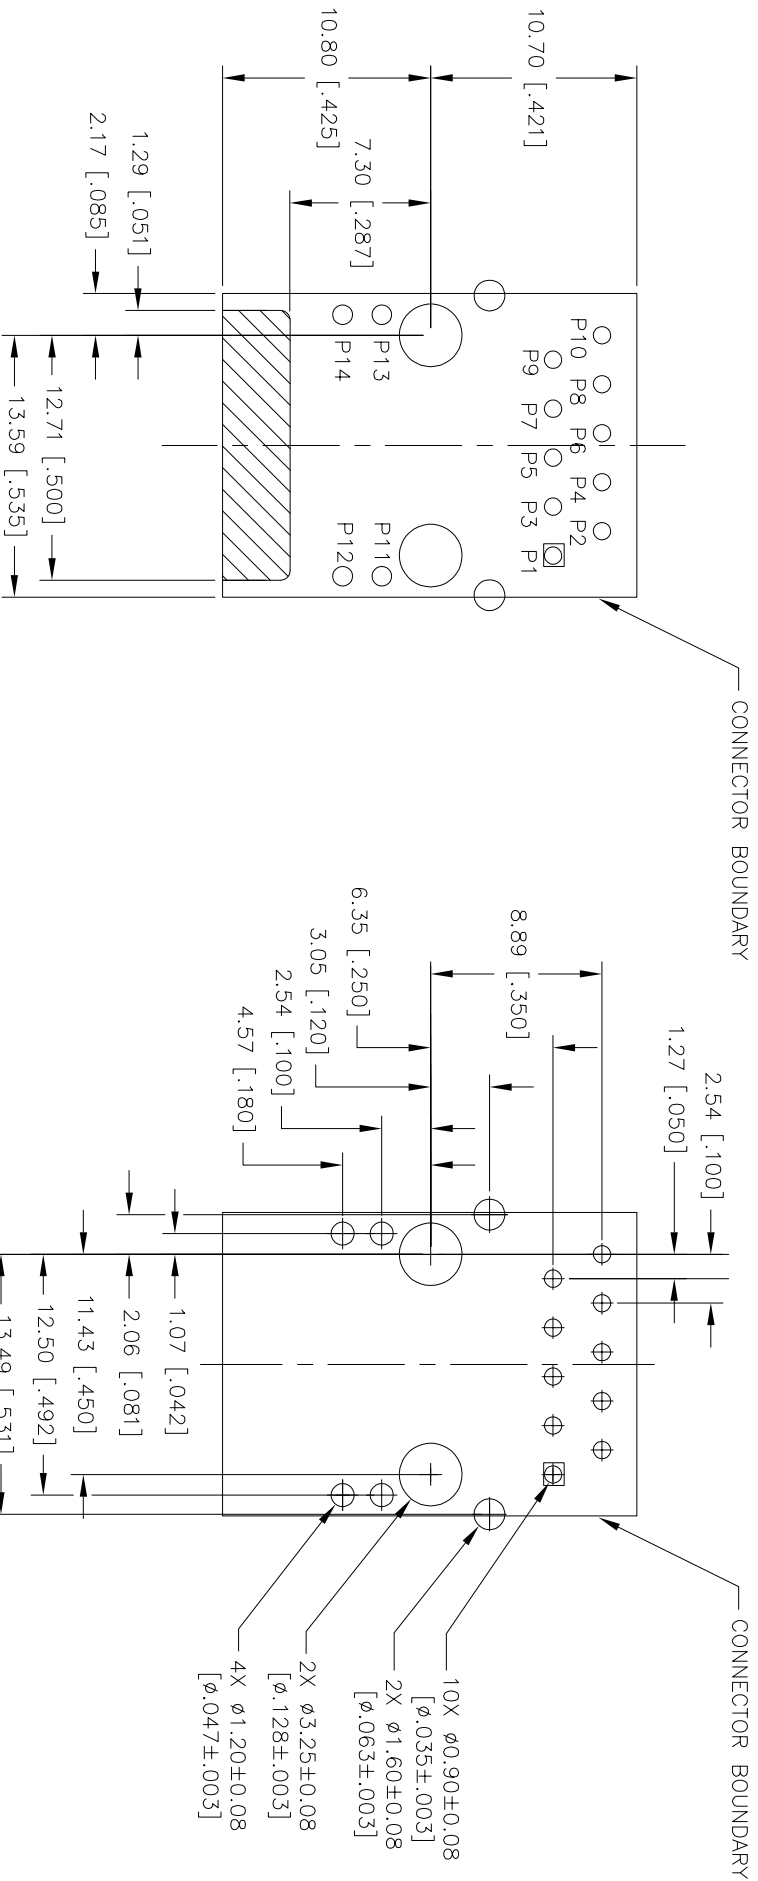 CONNECTOR BOUNDARY
10.70 [.421]
10.80 [.425]
7.30 [.287]
1.29 [.051]
2.17 [.085]
P10
P8
P6
P4
P2
P9
P7
P5
P3
P1
P13
P14
P11
P12
12.71 [.500]
13.59 [.535]
CONNECTOR BOUNDARY
2.54 [.100]
1.27 [.050]
8.89 [.350]
6.35 [.250]
3.05 [.120]
2.54 [.100]
4.57 [.180]
1.07 [.042]
2.06 [.081]
11.43 [.450]
12.50 [.492]
13.49 [.531]
10X ø0.90±0.08
[ø.035±.003]
2X ø1.60±0.08
[ø.063±.003]
2X ø3.25±0.08
[ø.128±.003]
4X ø1.20±0.08
[ø.047±.003]